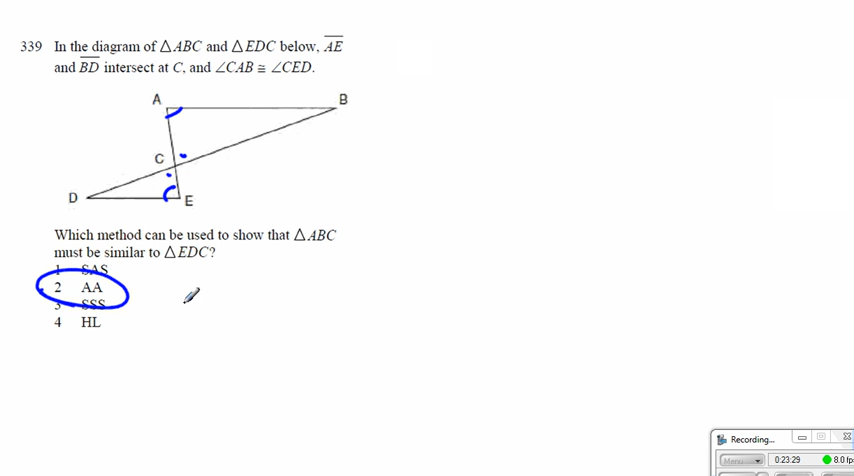 339 In the diagram of △ABC and △EDC below, AE
and BD intersect at C, and ∠CAB ≅ ∠CED.
A
B
C
D
E
Which method can be used to show that △ABC
must be similar to △EDC?
1 SAS
2 AA
3 SSS
4 HL
Recording...
Menu
0:23:29
8.0 fp